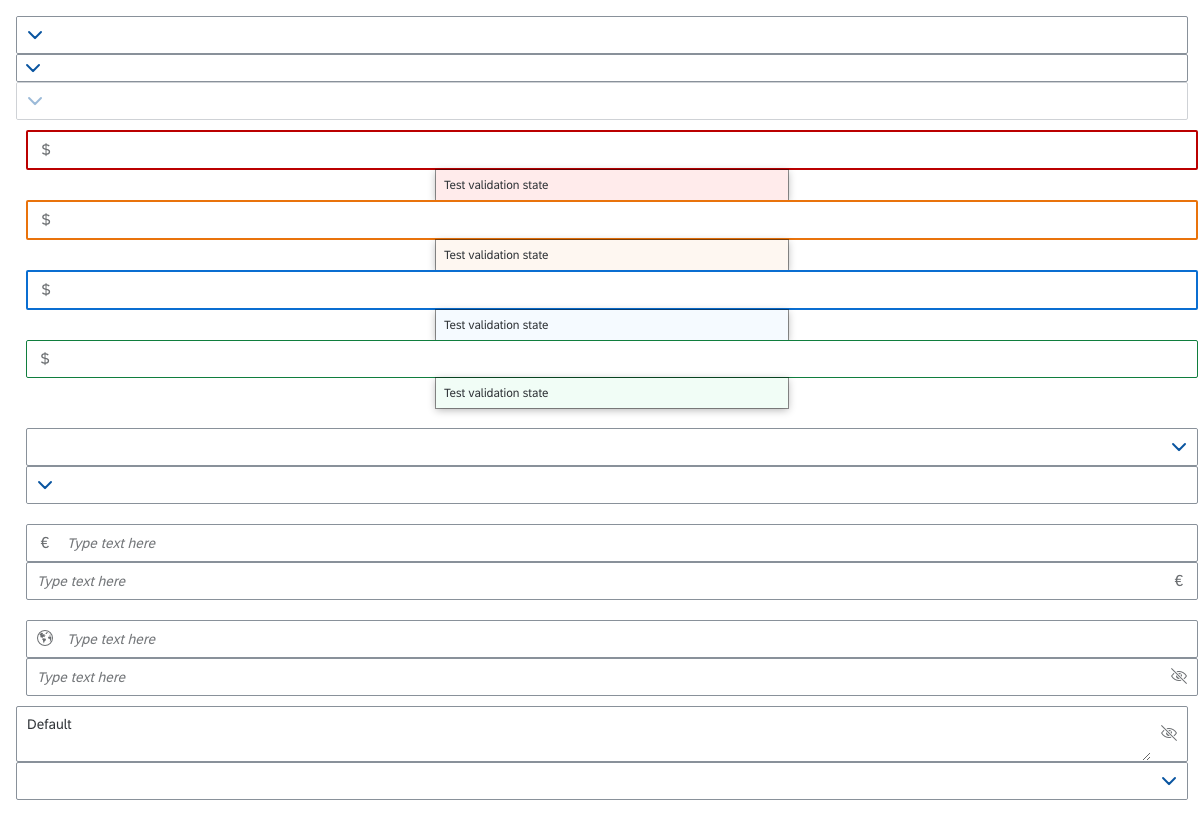 $
Test validation state
$
Test validation state
$
Test validation state
$
Test validation state
€ Type text here
Type text here €
Type text here
Type text here
Default